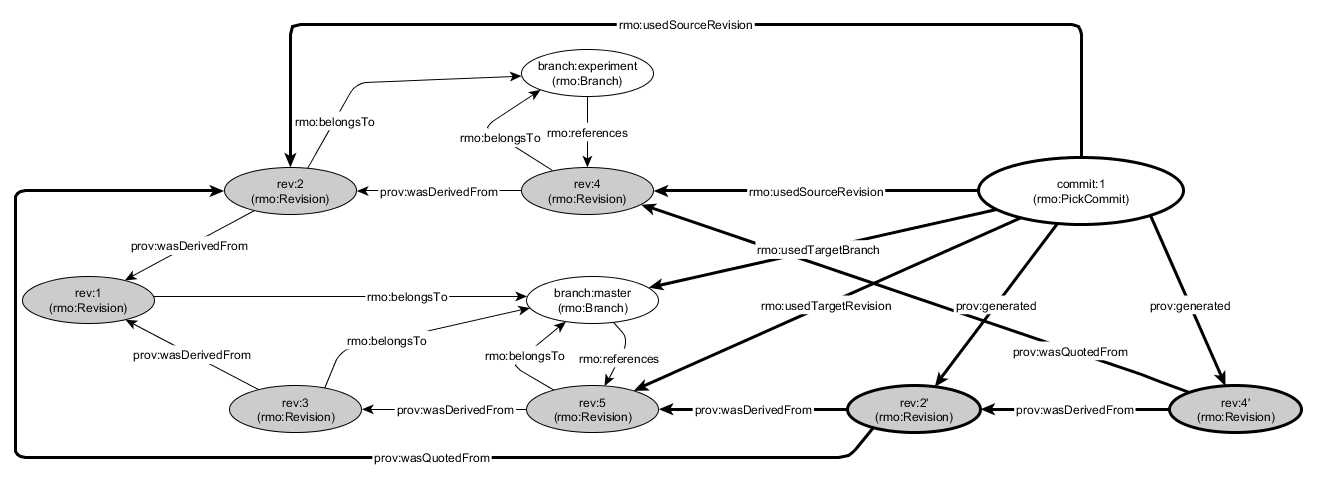 rmo:usedSourceRevision
branch:experiment
(rmo:Branch)
rmo:belongsTo
rmo:belongsTo
rmo:references
rev:2
(rmo:Revision)
prov:wasDerivedFrom
rev:4
(rmo:Revision)
rmo:usedSourceRevision
commit:1
(rmo:PickCommit)
prov:wasDerivedFrom
rmo:usedTargetBranch
rev:1
(rmo:Revision)
rmo:belongsTo
branch:master
(rmo:Branch)
rmo:usedTargetRevision
prov:generated
prov:generated
rmo:belongsTo
prov:wasDerivedFrom
rmo:belongsTo
rmo:references
prov:wasQuotedFrom
rev:3
(rmo:Revision)
prov:wasDerivedFrom
rev:5
(rmo:Revision)
prov:wasDerivedFrom
rev:2'
(rmo:Revision)
prov:wasDerivedFrom
rev:4'
(rmo:Revision)
prov:wasQuotedFrom